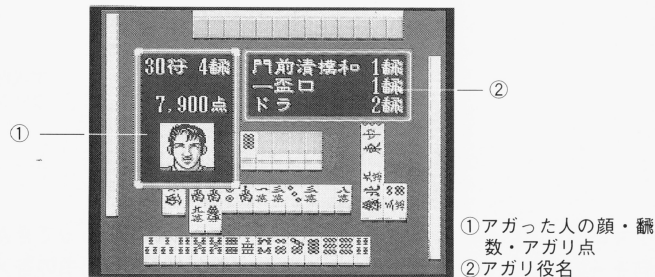 30符 4飜
7,900点
門前清摸和 1飜
一盃口 1飜
ドラ 2飜
①
②
①アガった人の顔・飜
数・アガリ点
②アガリ役名